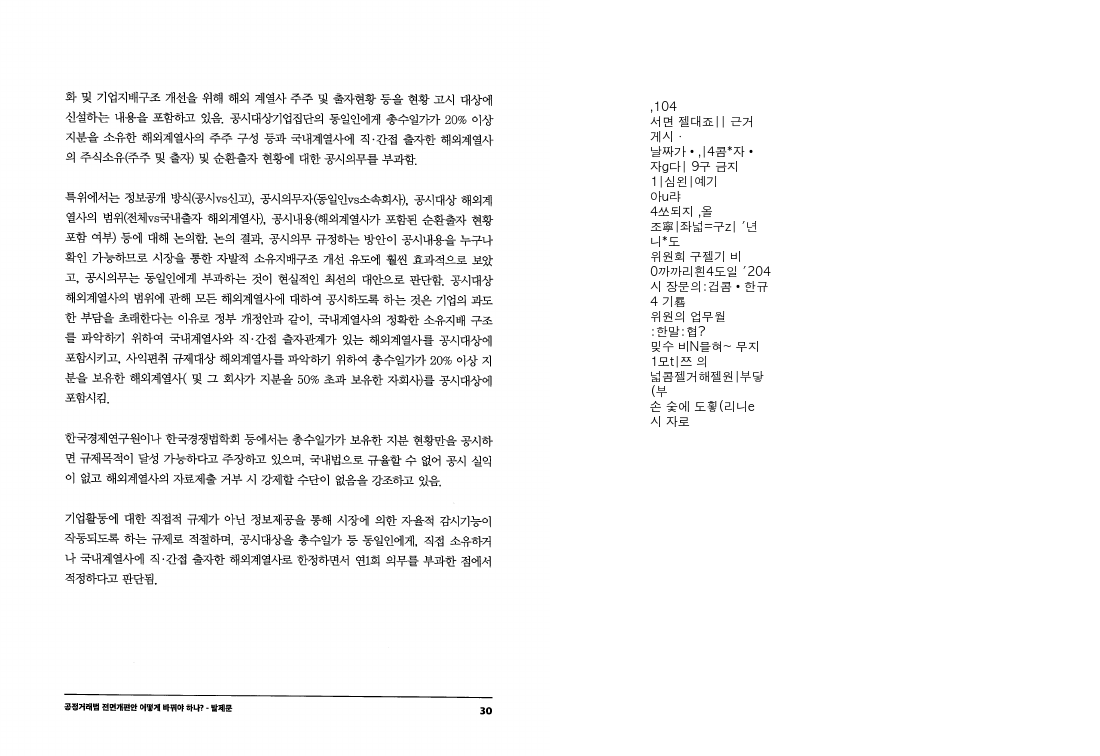 화 및 기업지배구조 개선을 위해 해외 계열사 주주 및 출자현황 등을 현황 고시 대상에
신설하는 내용을 포함하고 있음. 공시대상기업집단의 동일인에게 총수일가가 20% 이상
지분을 소유한 해외계열사의 주주 구성 등과 국내계열사에 직·간접 출자한 해외계열사
의 주식소유(주주 및 출자) 및 순환출자 현황에 대한 공시의무를 부과함.
특위에서는 정보공개 방식(공시vs신고), 공시의무자(동일인vs소속회사), 공시대상 해외계
열사의 범위(전체vs국내출자 해외계열사), 공시내용(해외계열사가 포함된 순환출자 현황
포함 여부) 등에 대해 논의함. 논의 결과, 공시의무 규정하는 방안이 공시내용을 누구나
확인 가능하므로 시장을 통한 자발적 소유지배구조 개선 유도에 훨씬 효과적으로 보았
고, 공시의무는 동일인에게 부과하는 것이 현실적인 최선의 대안으로 판단함. 공시대상
해외계열사의 범위에 관해 모든 해외계열사에 대하여 공시하도록 하는 것은 기업의 과도
한 부담을 초래한다는 이유로 정부 개정안과 같이, 국내계열사의 정확한 소유지배 구조
를 파악하기 위하여 국내계열사와 직·간접 출자관계가 있는 해외계열사를 공시대상에
포함시키고, 사익편취 규제대상 해외계열사를 파악하기 위하여 총수일가가 20% 이상 지
분을 보유한 해외계열사( 및 그 회사가 지분을 50% 초과 보유한 자회사)를 공시대상에
포함시킴.
한국경제연구원이나 한국경쟁법학회 등에서는 총수일가가 보유한 지분 현황만을 공시하
면 규제목적이 달성 가능하다고 주장하고 있으며, 국내법으로 규율할 수 없어 공시 실익
이 없고 해외계열사의 자료제출 거부 시 강제할 수단이 없음을 강조하고 있음.
기업활동에 대한 직접적 규제가 아닌 정보제공을 통해 시장에 의한 자율적 감시기능이
작동되도록 하는 규제로 적절하며, 공시대상을 총수일가 등 동일인에게, 직접 소유하거
나 국내계열사에 직·간접 출자한 해외계열사로 한정하면서 연1회 의무를 부과한 점에서
적정하다고 판단됨.
공정거래법 전면개편안 어떻게 바꿔야 하나? - 발제문
30
,104
서면 젤대죠|| 근거
게시 ·
날짜가 • ,|4콤*자 •
자g다| 9구 금지
1|심왼|예기
아u랴
4쏘되지 ,올
조寧|좌넓=구z| ´년
니*도
위원회 구젤기 비
0까까리흰4도일 ´204
시 장문의:겁콤 • 한규
4 기
위원의 업무월
:한말:협?
밎수 비N믈혀~ 무지
1모t|쯔 의
넓콤젤거해젤원|부닿
(부
손 숯에 도훻(리니e
시 자로